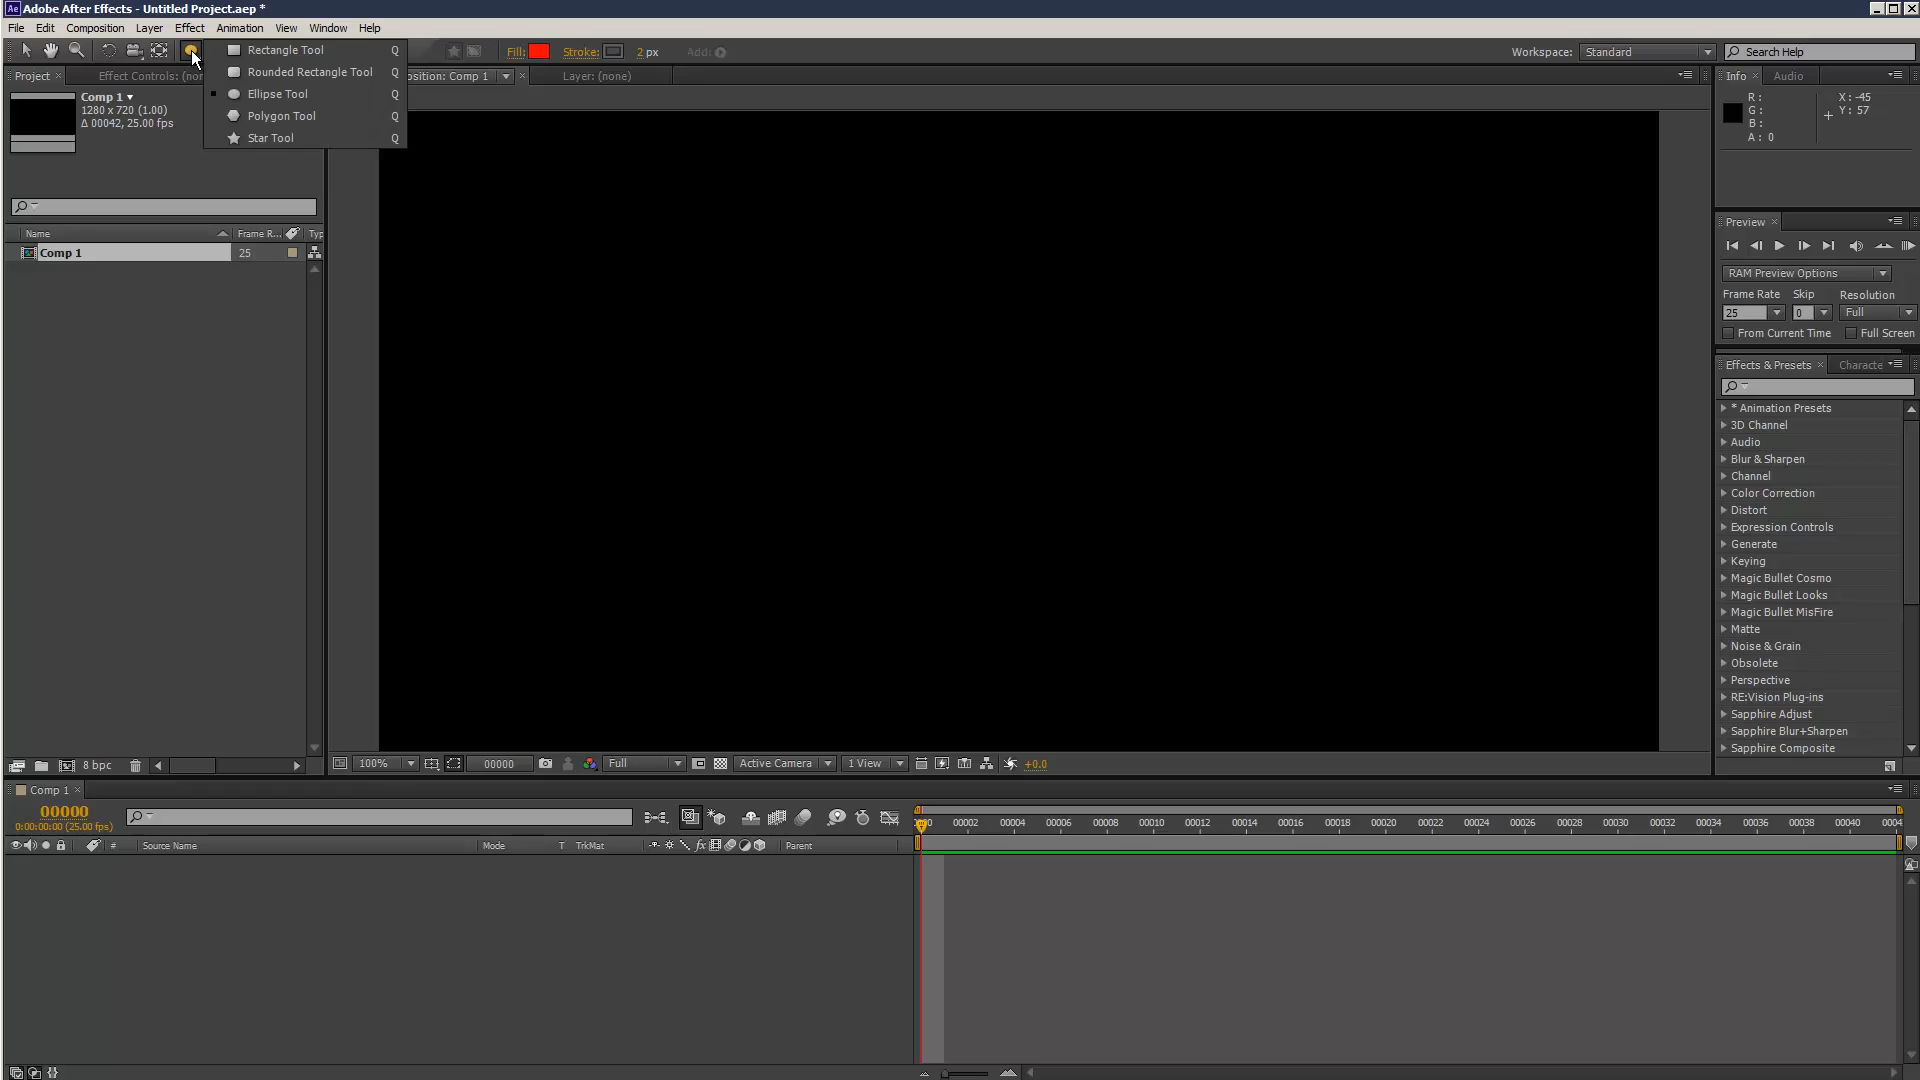 Ae Adobe After Effects - Untitled Project.aep *
File Edit Composition Layer Effect Animation View Window Help
Fill: Stroke: 2 px Add:
Workspace: Standard
Search Help
Rectangle Tool Q
Rounded Rectangle Tool Q
Ellipse Tool Q
Polygon Tool Q
Star Tool Q
Project
Effect Controls: (non
position: Comp 1
Layer: (none)
Comp 1
1280 x 720 (1.00)
Δ 00042, 25.00 fps
Name Frame R... Typ
Comp 1 25
8 bpc
100% 00000 Full Active Camera 1 View +0.0
Info Audio
R: X: -45
G: Y: 57
B:
A: 0
Preview
RAM Preview Options
Frame Rate Skip Resolution
25 0 Full
From Current Time Full Screen
Effects & Presets Characte
* Animation Presets
3D Channel
Audio
Blur & Sharpen
Channel
Color Correction
Distort
Expression Controls
Generate
Keying
Magic Bullet Cosmo
Magic Bullet Looks
Magic Bullet MisFire
Matte
Noise & Grain
Obsolete
Perspective
RE:Vision Plug-ins
Sapphire Adjust
Sapphire Blur+Sharpen
Sapphire Composite
Comp 1
00000
0:00:00:00 (25.00 fps)
# Source Name Mode T TrkMat fx Parent
00002 00004 00006 00008 00010 00012 00014 00016 00018 00020 00022 00024 00026 00028 00030 00032 00034 00036 00038 00040 0004